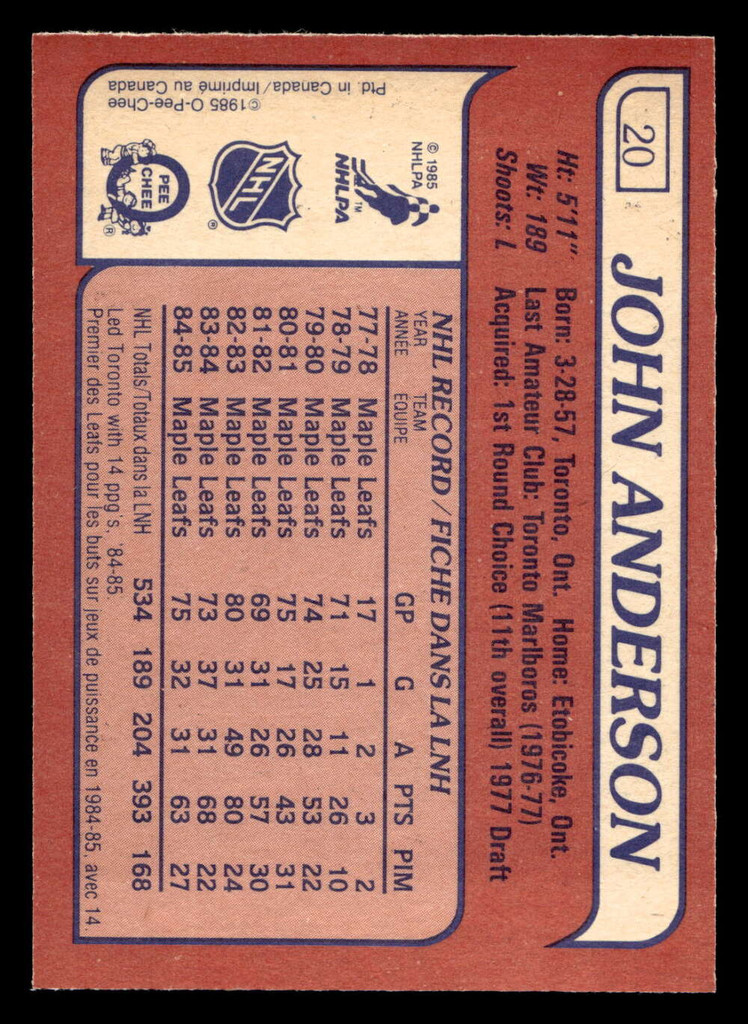 20
JOHN ANDERSON
Ht: 5'11" Born: 3-28-57, Toronto, Ont. Home: Etobicoke, Ont.
Wt: 189 Last Amateur Club: Toronto Marlboros (1976-77)
Shoots: L Acquired: 1st Round Choice (11th overall) 1977 Draft
© 1985
NHLPA
NHLPA
™
NHL
®
O
PEE
CHEE
®
©1985 O-Pee-Chee
Ptd. in Canada/Imprimé au Canada
NHL RECORD / FICHE DANS LA LNH
YEAR TEAM
ANNÉE ÉQUIPE GP G A PTS PIM
77-78 Maple Leafs 17 1 2 3 2
78-79 Maple Leafs 71 15 11 26 10
79-80 Maple Leafs 74 25 28 53 22
80-81 Maple Leafs 75 17 26 43 31
81-82 Maple Leafs 69 31 26 57 30
82-83 Maple Leafs 80 31 49 80 24
83-84 Maple Leafs 73 37 31 68 22
84-85 Maple Leafs 75 32 31 63 27
NHL Totals/Totaux dans la LNH 534 189 204 393 168
Led Toronto with 14 ppg's, '84-85.
Premier des Leafs pour les buts sur jeux de puissance en 1984-85, avec 14.